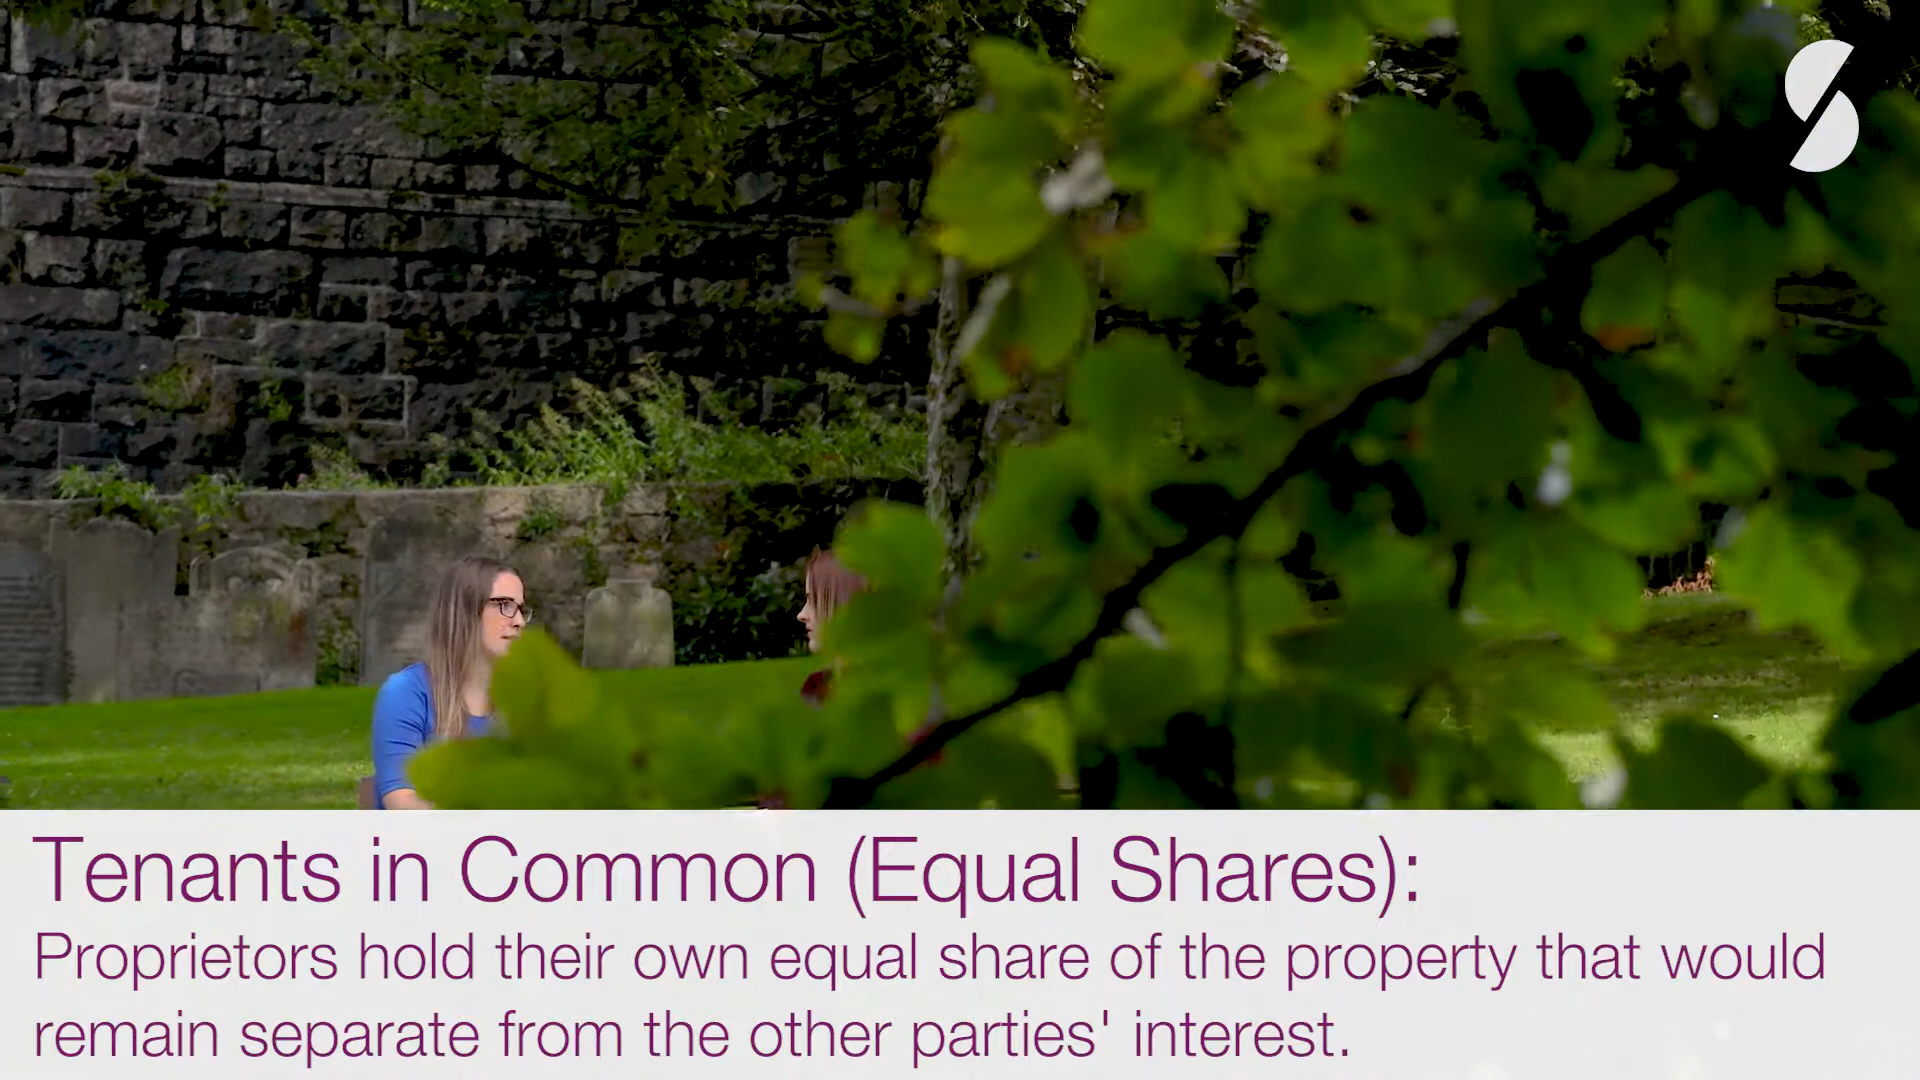 Tenants in Common (Equal Shares):
Proprietors hold their own equal share of the property that would
remain separate from the other parties' interest.